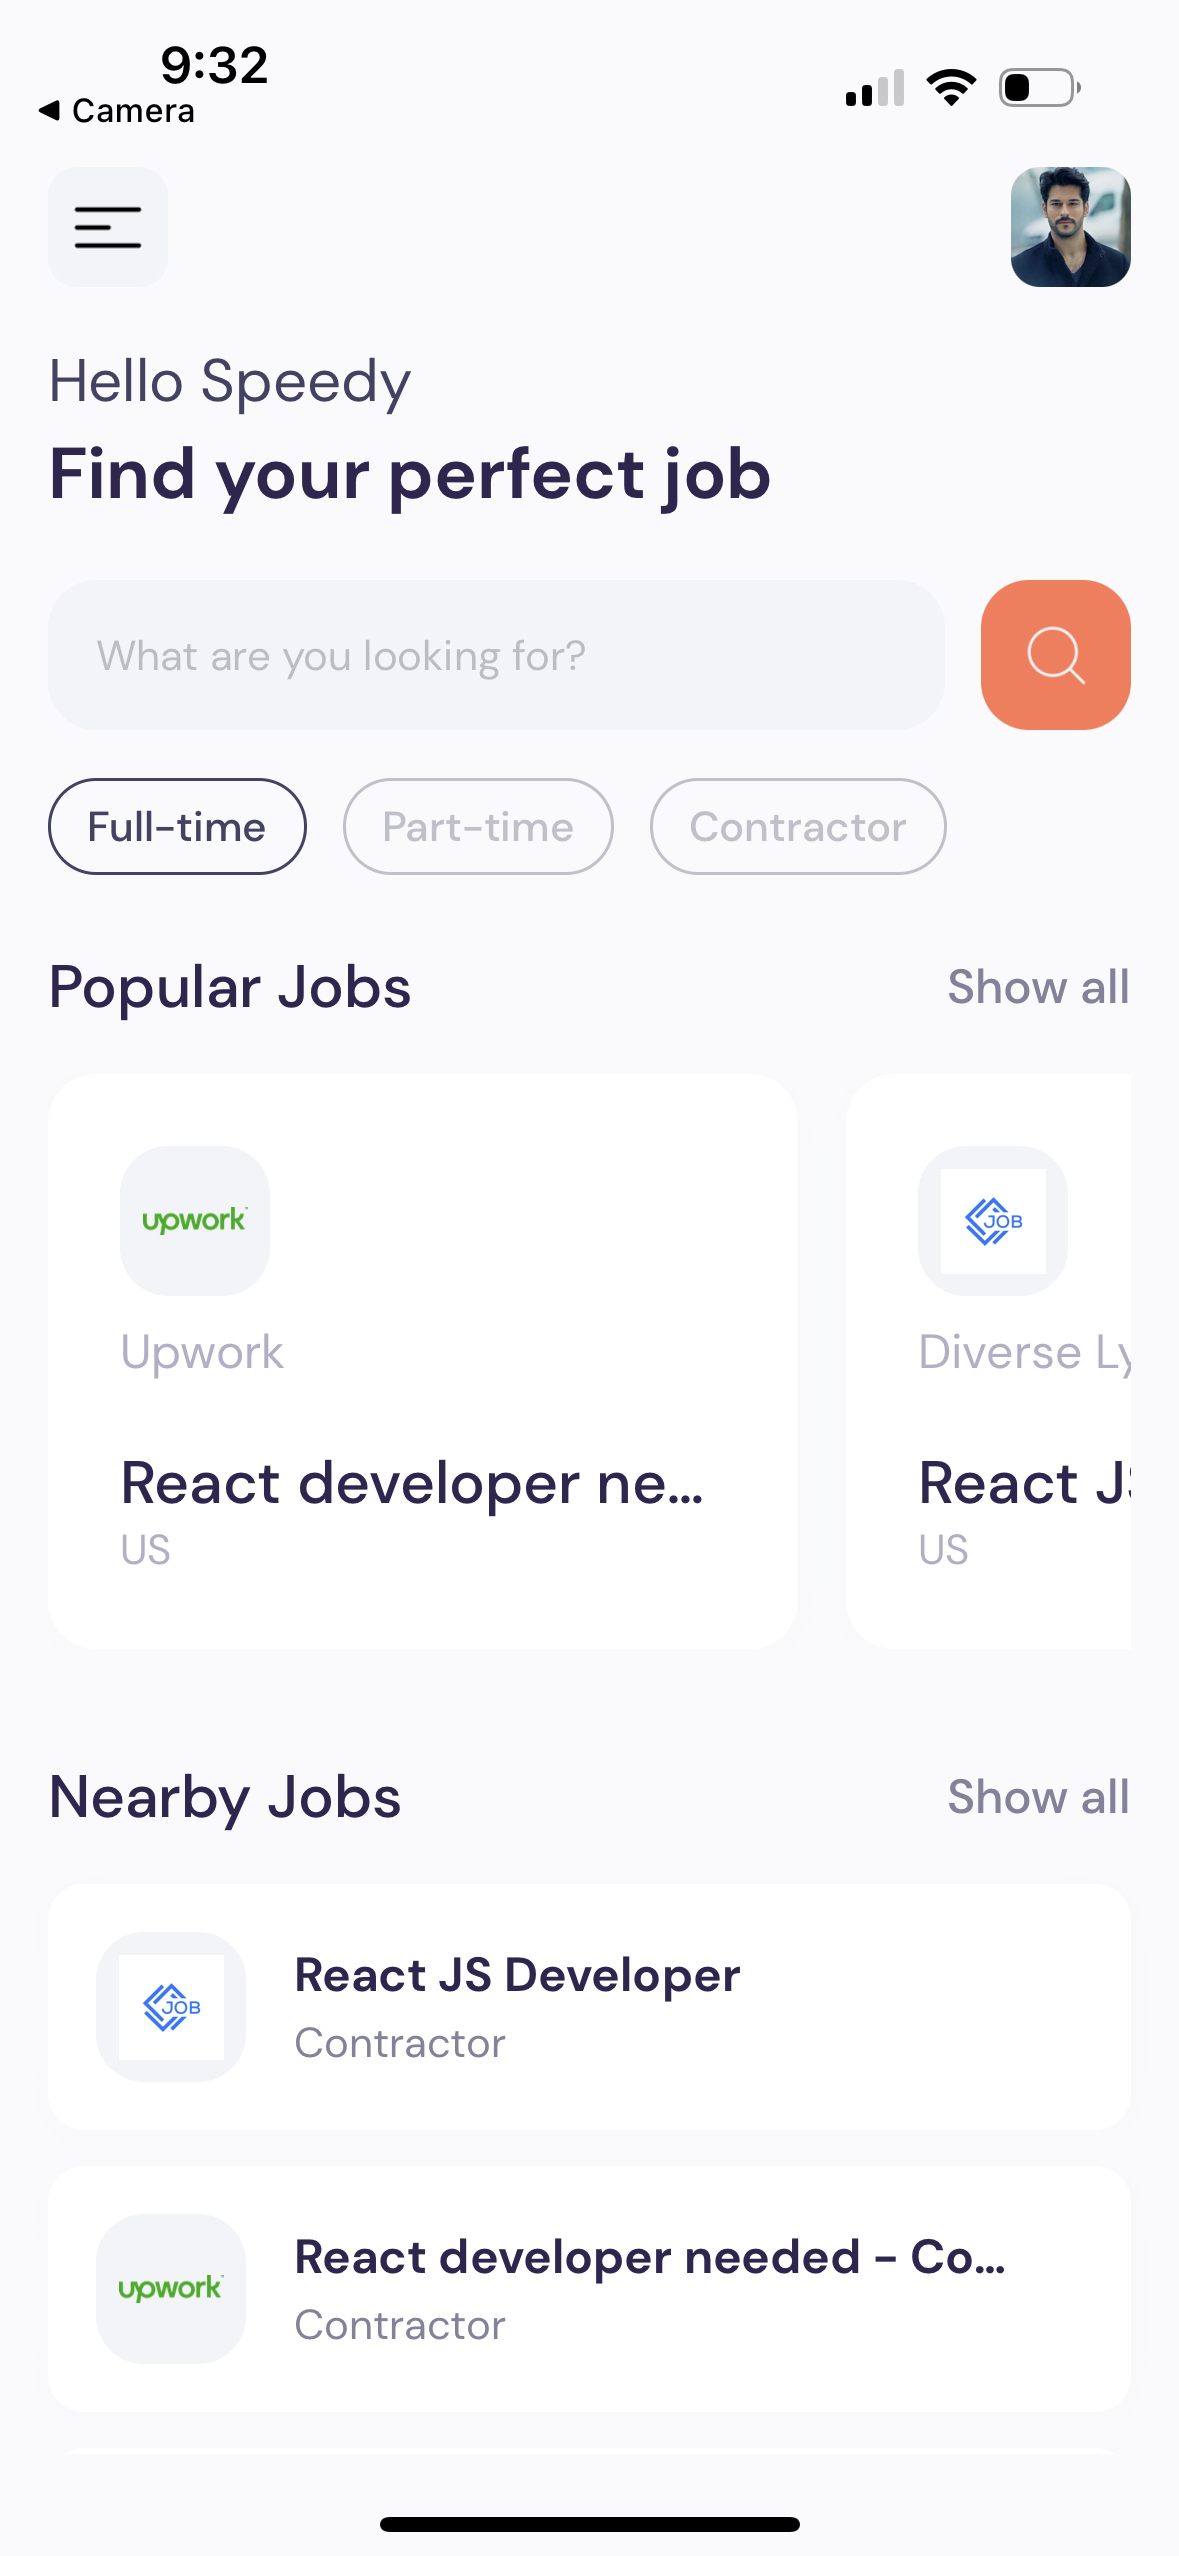 9:32
◀ Camera
Hello Speedy
Find your perfect job
What are you looking for?
Full-time
Part-time
Contractor
Popular Jobs
Show all
upwork
JOB
Upwork
Diverse Ly
React developer ne...
React JS
US
US
Nearby Jobs
Show all
JOB
React JS Developer
Contractor
upwork
React developer needed - Co...
Contractor